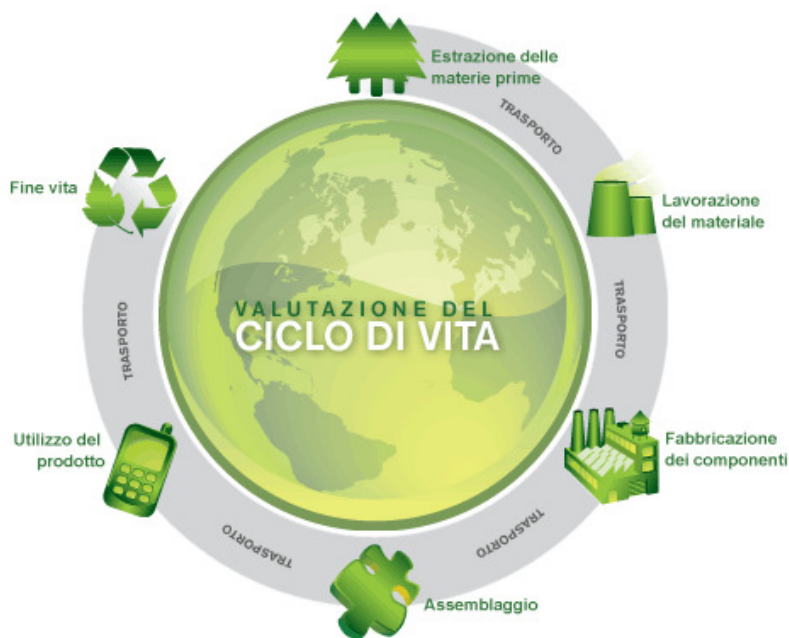 Estrazione delle
materie prime
TRASPORTO
Lavorazione
del materiale
TRASPORTO
Fabbricazione
dei componenti
TRASPORTO
Assemblaggio
TRASPORTO
Utilizzo del
prodotto
TRASPORTO
Fine vita
VALUTAZIONE DEL
CICLO DI VITA